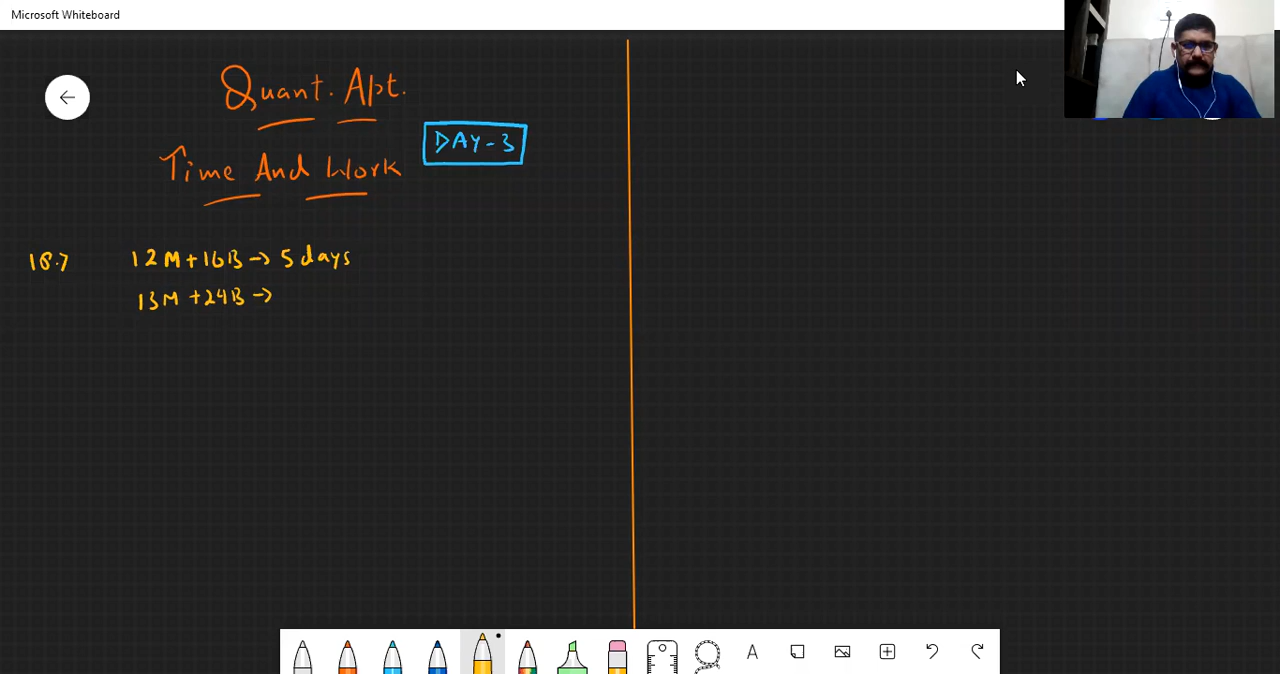 Microsoft Whiteboard
Quant. Apt.
DAY-3
Time And Work
18.7 12M+16B → 5 days
13M+24B →
A